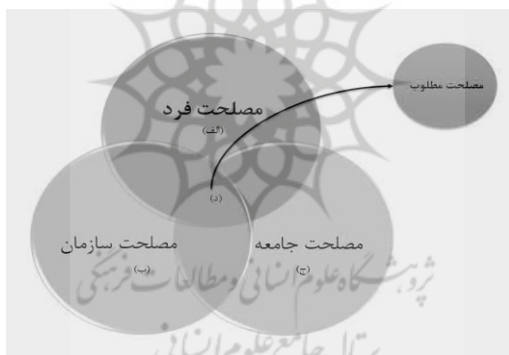 مصلحت مطلوب
مصلحت فرد
(الف)
(د)
مصلحت سازمان
(ب)
مصلحت جامعه
(ج)
پژوهشگاه علوم انسانی و مطالعات فرهنگی
پرتال جامع علوم انسانی